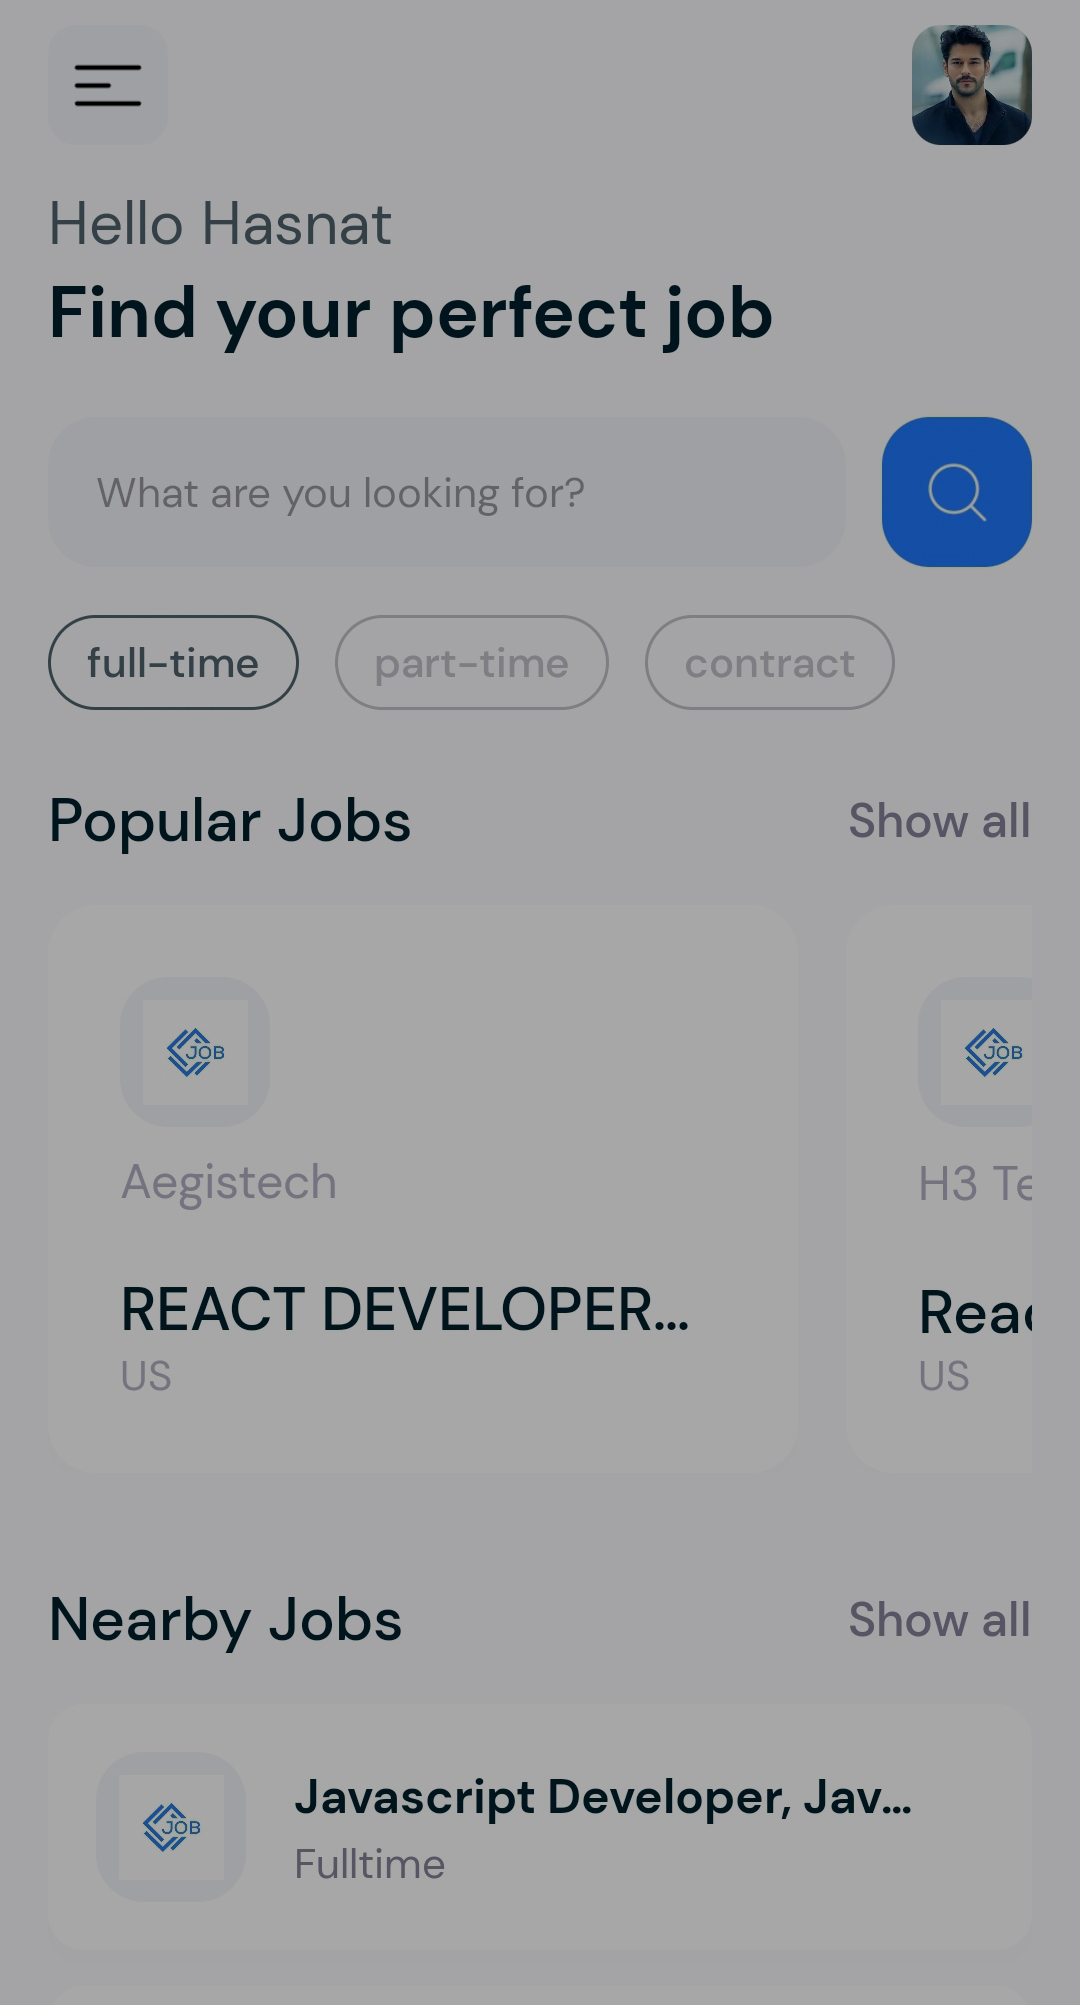 Hello Hasnat
Find your perfect job
What are you looking for?
full-time part-time contract
Popular Jobs Show all
JOB JOB
Aegistech H3 Te
REACT DEVELOPER... Reac
US US
Nearby Jobs Show all
JOB
Javascript Developer, Jav...
Fulltime